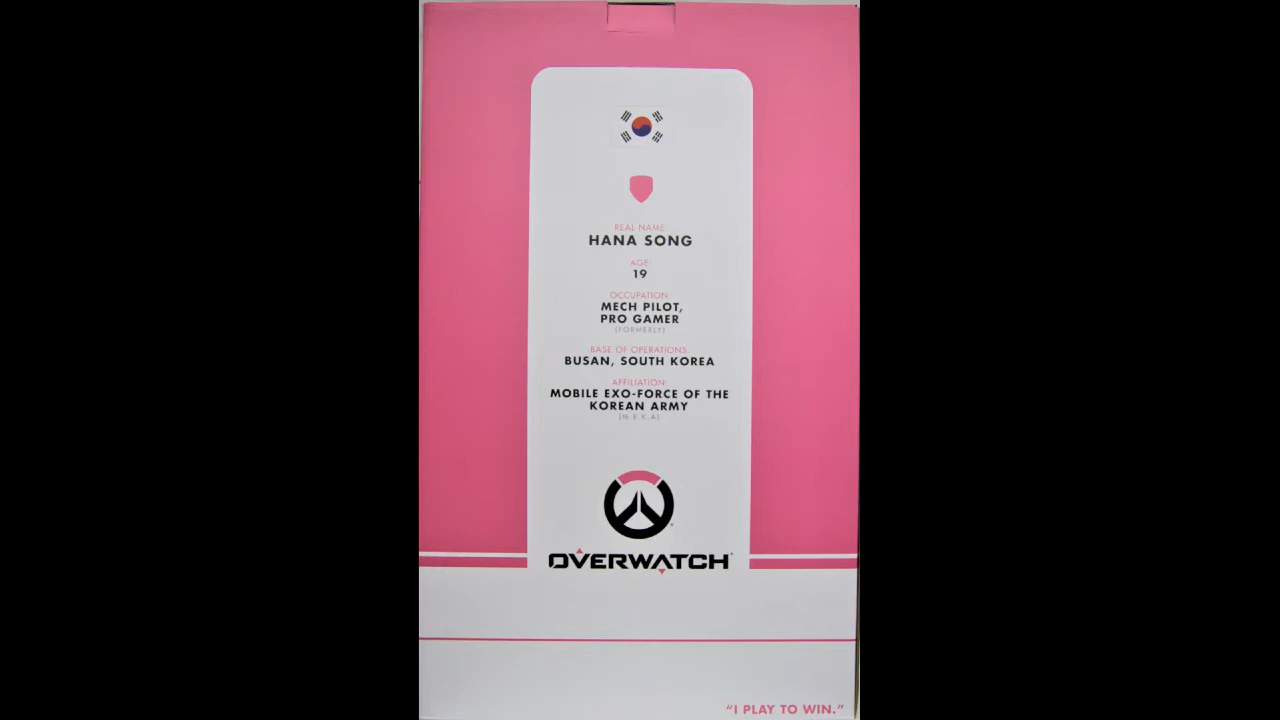 REAL NAME:
HANA SONG
AGE:
19
OCCUPATION:
MECH PILOT,
PRO GAMER
(FORMERLY)
BASE OF OPERATIONS:
BUSAN, SOUTH KOREA
AFFILIATION:
MOBILE EXO-FORCE OF THE
KOREAN ARMY
(M.E.K.A)
OVERWATCH
“I PLAY TO WIN.”